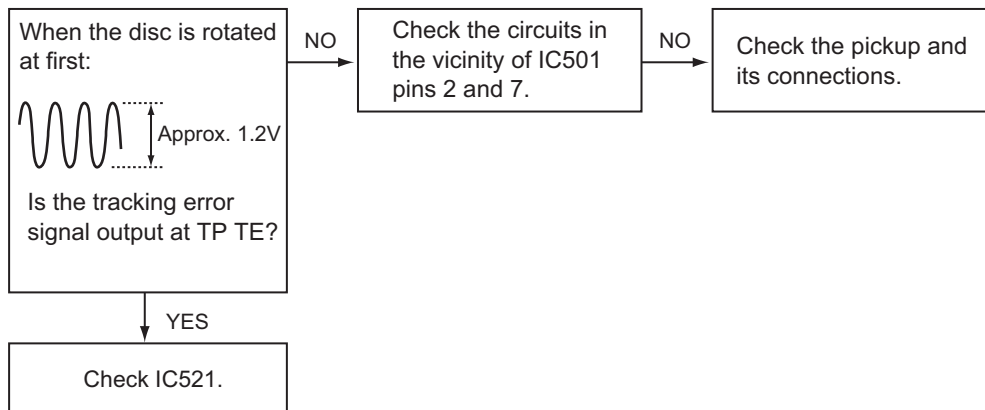 When the disc is rotated
at first:
Approx. 1.2V
Is the tracking error
signal output at TP TE?
NO
Check the circuits in
the vicinity of IC501
pins 2 and 7.
NO
Check the pickup and
its connections.
YES
Check IC521.